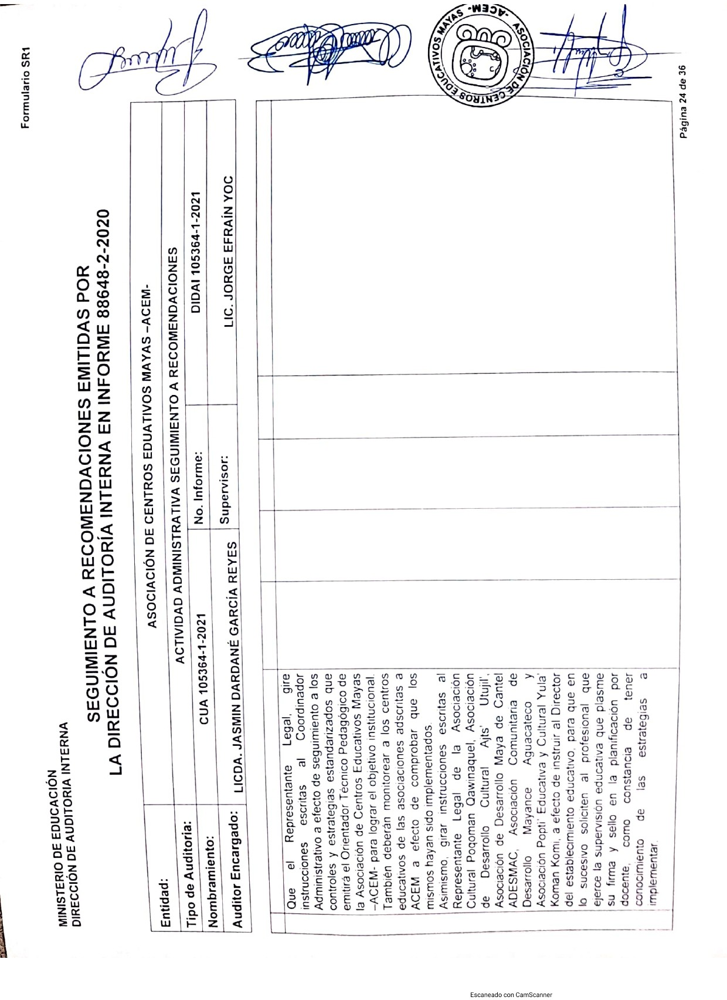 Formulario SR1
MINISTERIO DE EDUCACIÓN
DIRECCIÓN DE AUDITORIA INTERNA
SEGUIMIENTO A RECOMENDACIONES EMITIDAS POR
LA DIRECCIÓN DE AUDITORÍA INTERNA EN INFORME 88648-2-2020
Entidad: ASOCIACIÓN DE CENTROS EDUATIVOS MAYAS –ACEM-
Tipo de Auditoria: ACTIVIDAD ADMINISTRATIVA SEGUIMIENTO A RECOMENDACIONES
Nombramiento: CUA 105364-1-2021 No. Informe: DIDAI 105364-1-2021
Auditor Encargado: LICDA. JASMIN DARDANÉ GARCÍA REYES Supervisor: LIC. JORGE EFRAÍN YOC
Que el Representante Legal, gire
instrucciones escritas al Coordinador
Administrativo a efecto de seguimiento a los
controles y estrategias estandarizados que
emitirá el Orientador Técnico Pedagógico de
la Asociación de Centros Educativos Mayas
–ACEM- para lograr el objetivo institucional.
También deberán monitorear a los centros
educativos de las asociaciones adscritas a
ACEM a efecto de comprobar que los
mismos hayan sido implementados.
Asimismo, girar instrucciones escritas al
Representante Legal de la Asociación
Cultural Poqoman Qawinaquel, Asociación
de Desarrollo Cultural Ajts' Utujil',
Asociación de Desarrollo Maya de Cantel
ADESMAC, Asociación Comunitaria de
Desarrollo Mayance Aguacateco y
Asociación Popti' Educativa y Cultural Yula'
Koman Komi, a efecto de instruir al Director
del establecimiento educativo, para que en
lo sucesivo soliciten al profesional que
ejerce la supervisión educativa que plasme
su firma y sello en la planificación por
docente, como constancia de tener
conocimiento de las estrategias a
implementar.
ASOCIACIÓN DE CENTROS EDUCATIVOS MAYAS -ACEM-
Página 24 de 36
Escaneado con CamScanner